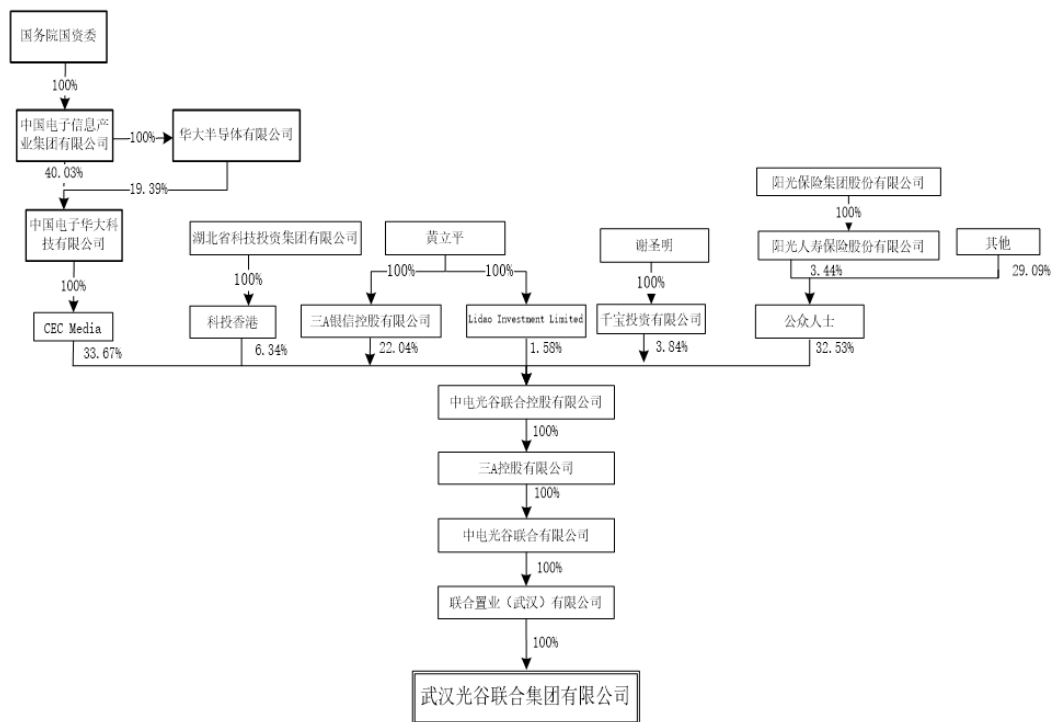 国务院国资委
100%
中国电子信息产
业集团有限公司
100%
华大半导体有限公司
40.03%
19.39%
阳光保险集团股份有限公司
100%
中国电子华大科
技有限公司
湖北省科技投资集团有限公司
黄立平
谢圣明
阳光人寿保险股份有限公司
其他
100%
100%
100%
100%
100%
3.44%
29.09%
CEC Media
科投香港
三A银信控股有限公司
Lidao Investment Limited
千宝投资有限公司
公众人士
33.67%
6.34%
22.04%
1.58%
3.84%
32.53%
中电光谷联合控股有限公司
100%
三A控股有限公司
100%
中电光谷联合有限公司
100%
联合置业（武汉）有限公司
100%
武汉光谷联合集团有限公司